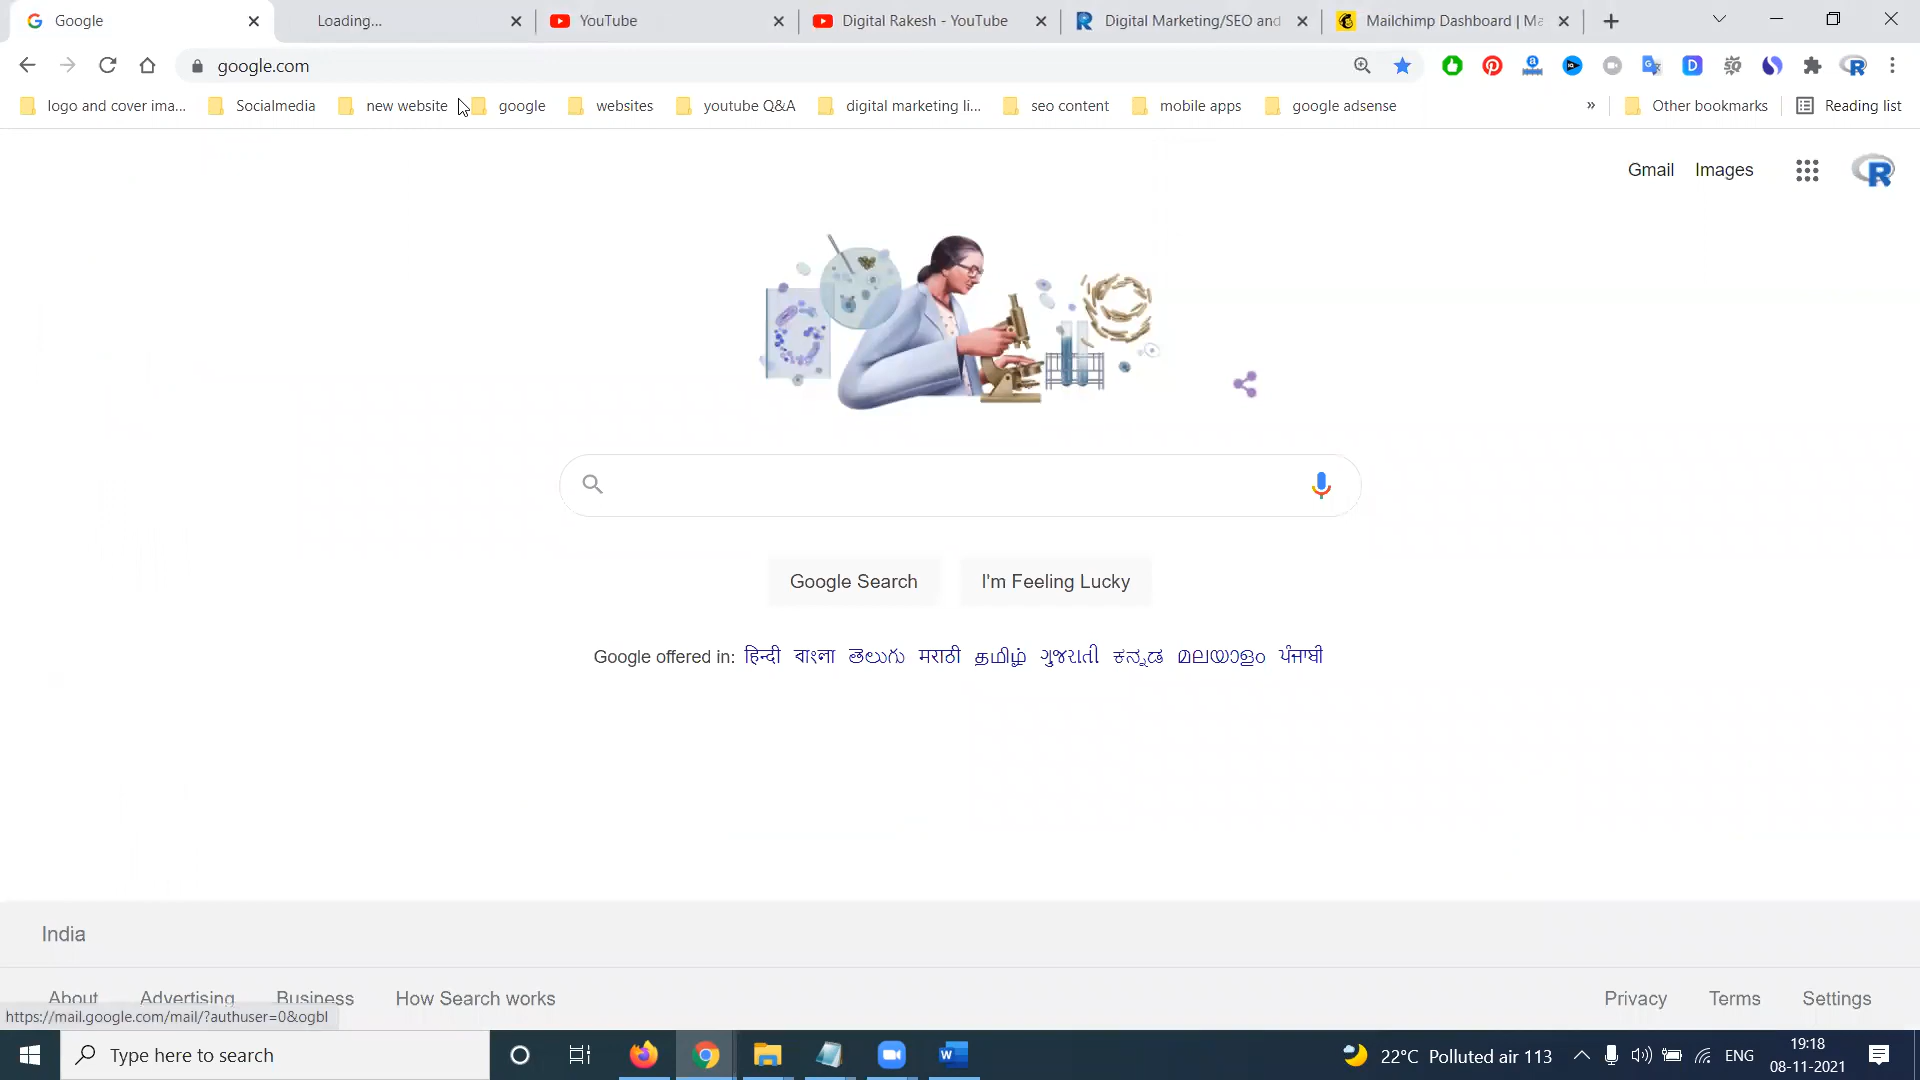 Google
Loading...
YouTube
Digital Rakesh - YouTube
Digital Marketing/SEO and
Mailchimp Dashboard | Ma
google.com
logo and cover ima...
Socialmedia
new website
google
websites
youtube Q&A
digital marketing li...
seo content
mobile apps
google adsense
»
Other bookmarks
Reading list
Gmail
Images
Google Search
I'm Feeling Lucky
Google offered in: हिन्दी বাংলা తెలుగు मराठी தமிழ் ગુજરાતી ಕನ್ನಡ മലയാളം ਪੰਜਾਬੀ
India
About
Advertising
Business
How Search works
Privacy
Terms
Settings
https://mail.google.com/mail/?authuser=0&ogbl
Type here to search
22°C Polluted air 113
ENG
19:18
08-11-2021